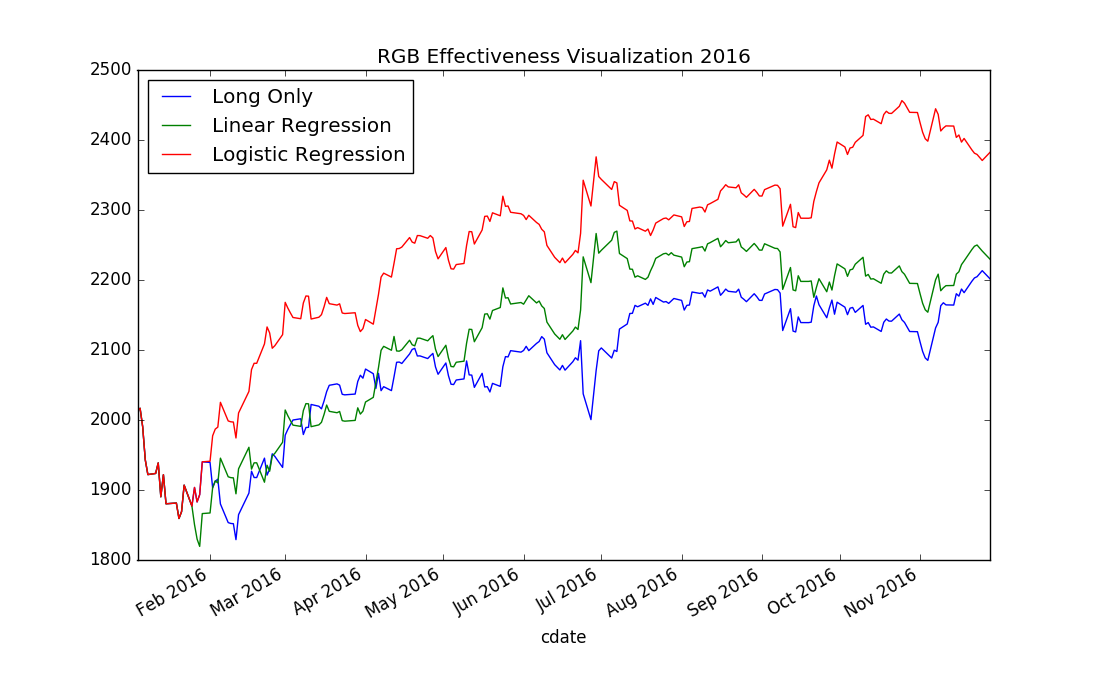 RGB Effectiveness Visualization 2016
2500
2400
2300
2200
2100
2000
1900
1800
Long Only
Linear Regression
Logistic Regression
Feb 2016
Mar 2016
Apr 2016
May 2016
Jun 2016
Jul 2016
Aug 2016
Sep 2016
Oct 2016
Nov 2016
cdate